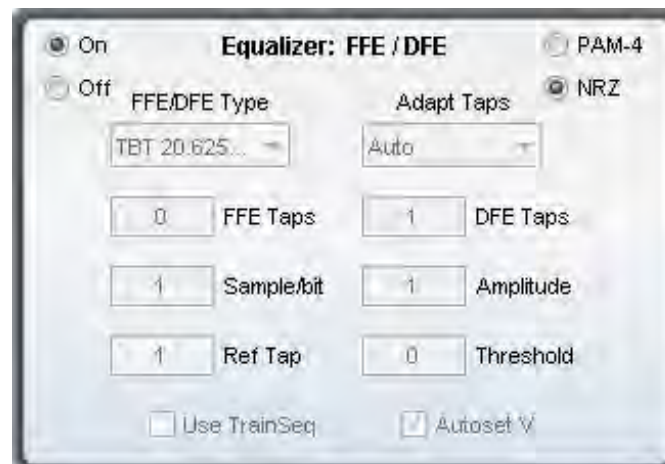 On Equalizer: FFE / DFE PAM-4
Off NRZ
FFE/DFE Type Adapt Taps
TBT 20.625... Auto
0 FFE Taps 1 DFE Taps
1 Sample/bit 1 Amplitude
1 Ref Tap 0 Threshold
Use TrainSeq Autoset V